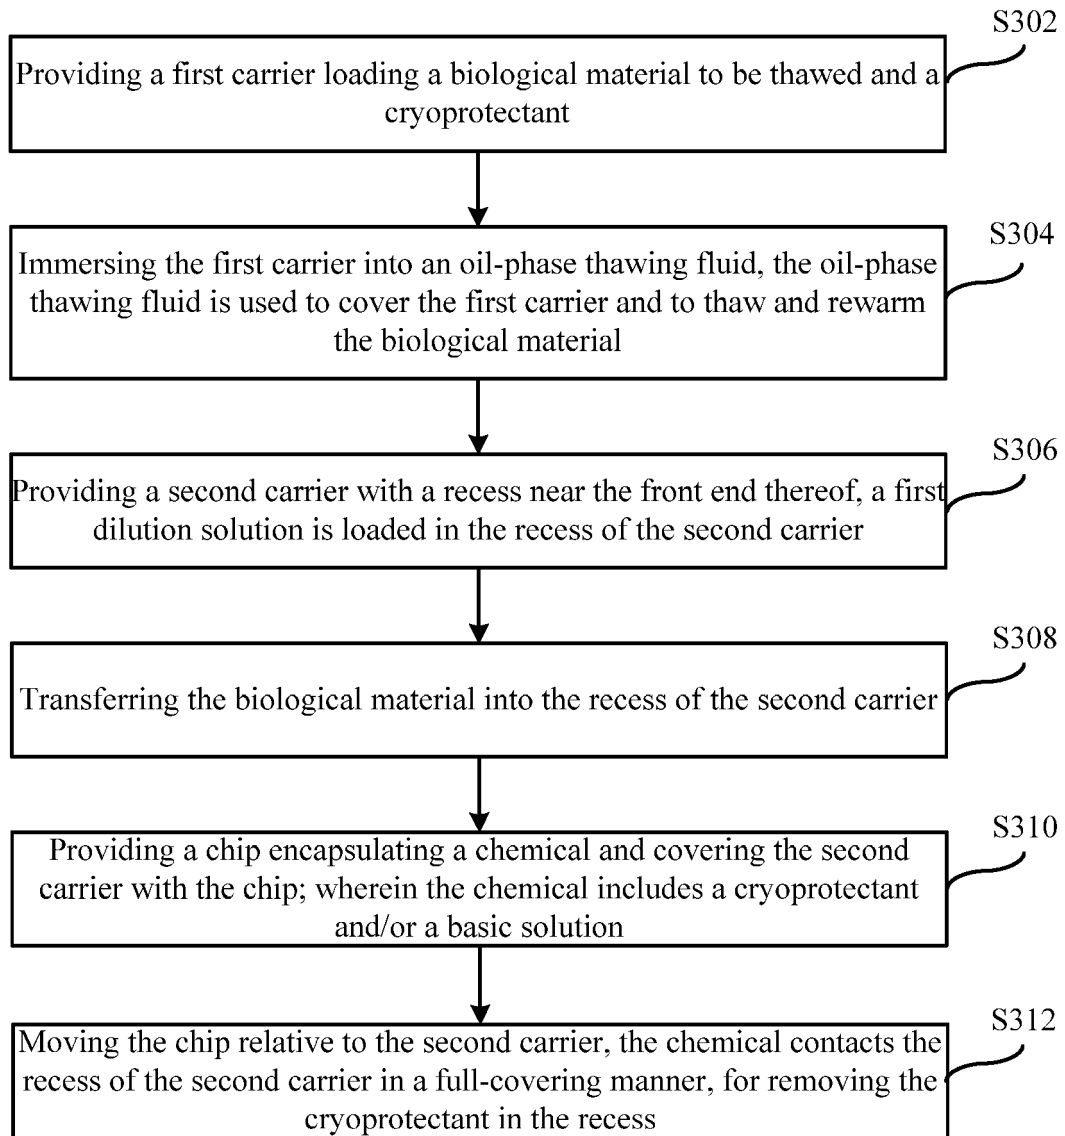 S302
Providing a first carrier loading a biological material to be thawed and a
cryoprotectant
S304
Immersing the first carrier into an oil-phase thawing fluid, the oil-phase
thawing fluid is used to cover the first carrier and to thaw and rewarm
the biological material
S306
Providing a second carrier with a recess near the front end thereof, a first
dilution solution is loaded in the recess of the second carrier
S308
Transferring the biological material into the recess of the second carrier
S310
Providing a chip encapsulating a chemical and covering the second
carrier with the chip; wherein the chemical includes a cryoprotectant
and/or a basic solution
S312
Moving the chip relative to the second carrier, the chemical contacts the
recess of the second carrier in a full-covering manner, for removing the
cryoprotectant in the recess